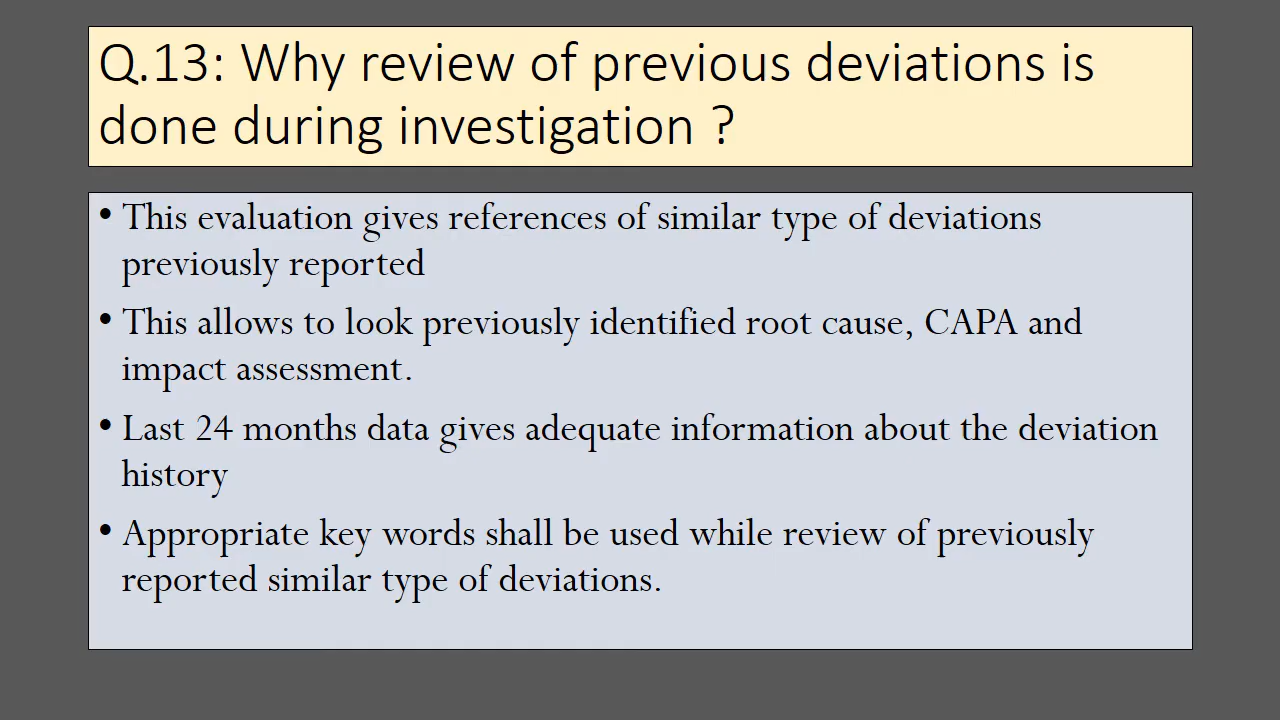 Q.13: Why review of previous deviations is
done during investigation ?
• This evaluation gives references of similar type of deviations
previously reported
• This allows to look previously identified root cause, CAPA and
impact assessment.
• Last 24 months data gives adequate information about the deviation
history
• Appropriate key words shall be used while review of previously
reported similar type of deviations.